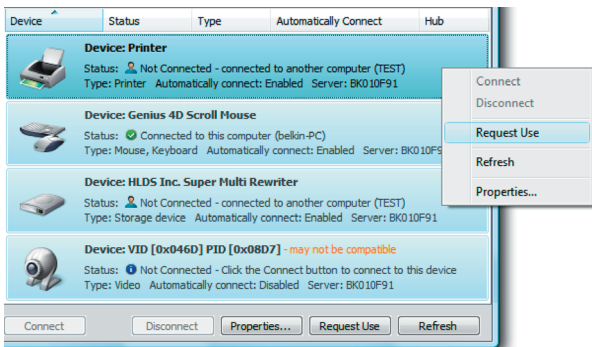 Device Status Type Automatically Connect Hub
Device: Printer
Status: Not Connected - connected to another computer (TEST)
Type: Printer Automatically connect: Enabled Server: BK010F91
Device: Genius 4D Scroll Mouse
Status: Connected to this computer (belkin-PC)
Type: Mouse, Keyboard Automatically connect: Enabled Server: BK010F9
Device: HLDS Inc. Super Multi Rewriter
Status: Not Connected - connected to another computer (TEST)
Type: Storage device Automatically connect: Enabled Server: BK010F91
Device: VID [0x046D] PID [0x08D7] - may not be compatible
Status: Not Connected - Click the Connect button to connect to this device
Type: Video Automatically connect: Disabled Server: BK010F91
Connect Disconnect Properties... Request Use Refresh
Connect
Disconnect
Request Use
Refresh
Properties...